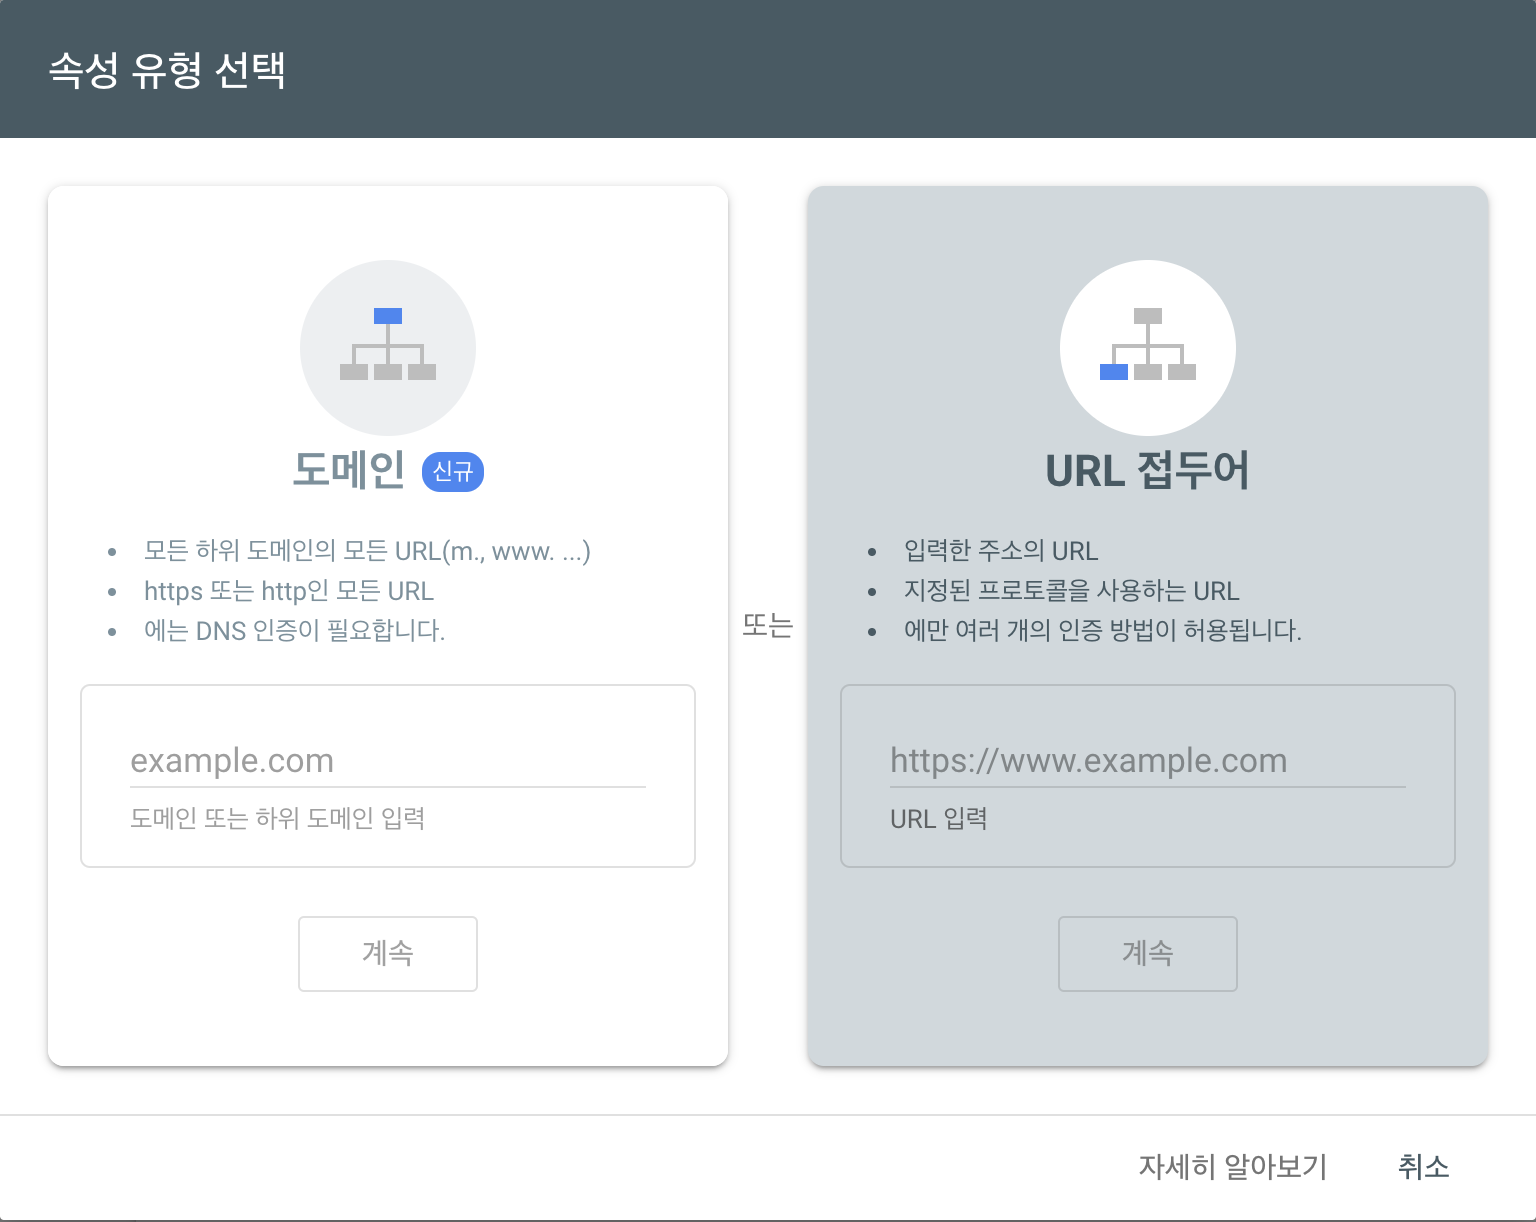 속성 유형 선택
도메인 신규
모든 하위 도메인의 모든 URL(m., www. ...)
https 또는 http인 모든 URL
에는 DNS 인증이 필요합니다.
example.com
도메인 또는 하위 도메인 입력
계속
또는
URL 접두어
입력한 주소의 URL
지정된 프로토콜을 사용하는 URL
에만 여러 개의 인증 방법이 허용됩니다.
https://www.example.com
URL 입력
계속
자세히 알아보기 취소